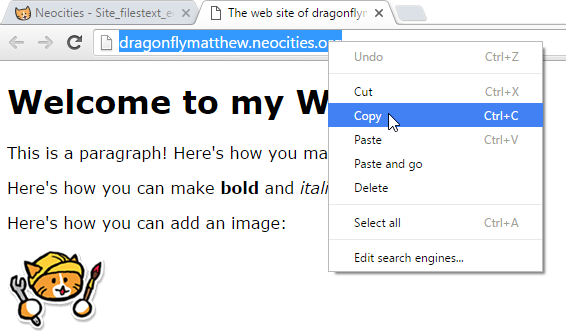 Neocities - Site_filestext_e
The web site of dragonfly
dragonflymatthew.neocities.org
Undo Ctrl+Z
Cut Ctrl+X
Copy Ctrl+C
Paste Ctrl+V
Paste and go
Delete
Select all Ctrl+A
Edit search engines...
Welcome to my W
This is a paragraph! Here's how you ma
Here's how you can make bold and italic
Here's how you can add an image: